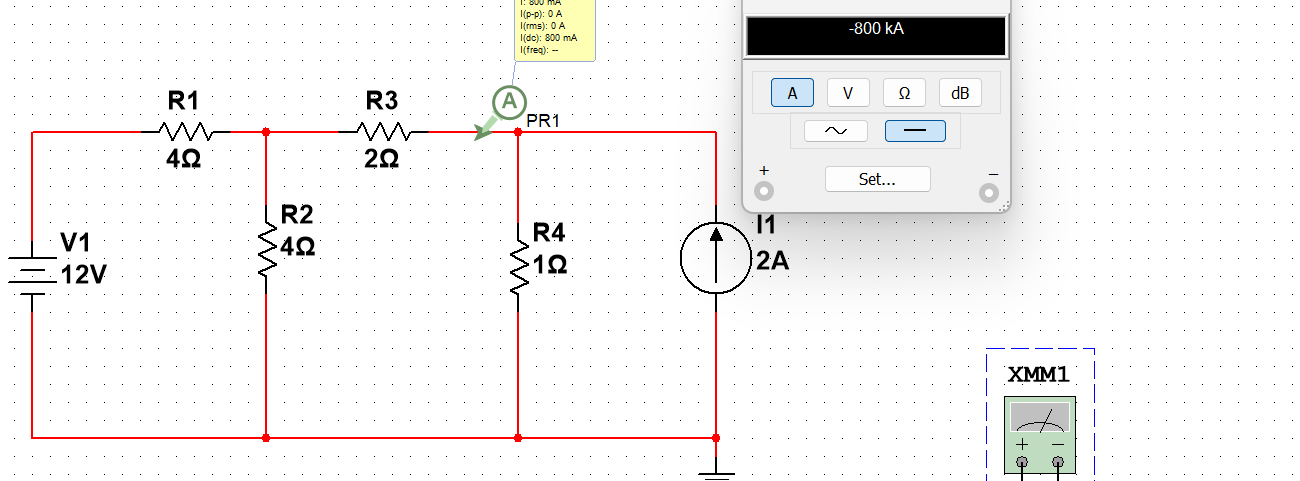 I: 800 mA
I(p-p): 0 A
I(rms): 0 A
I(dc): 800 mA
I(freq): --
A
PR1
R1
4Ω
R3
2Ω
R2
4Ω
R4
1Ω
V1
12V
I1
2A
-800 kA
A
V
Ω
dB
+
Set...
−
XMM1
+
−